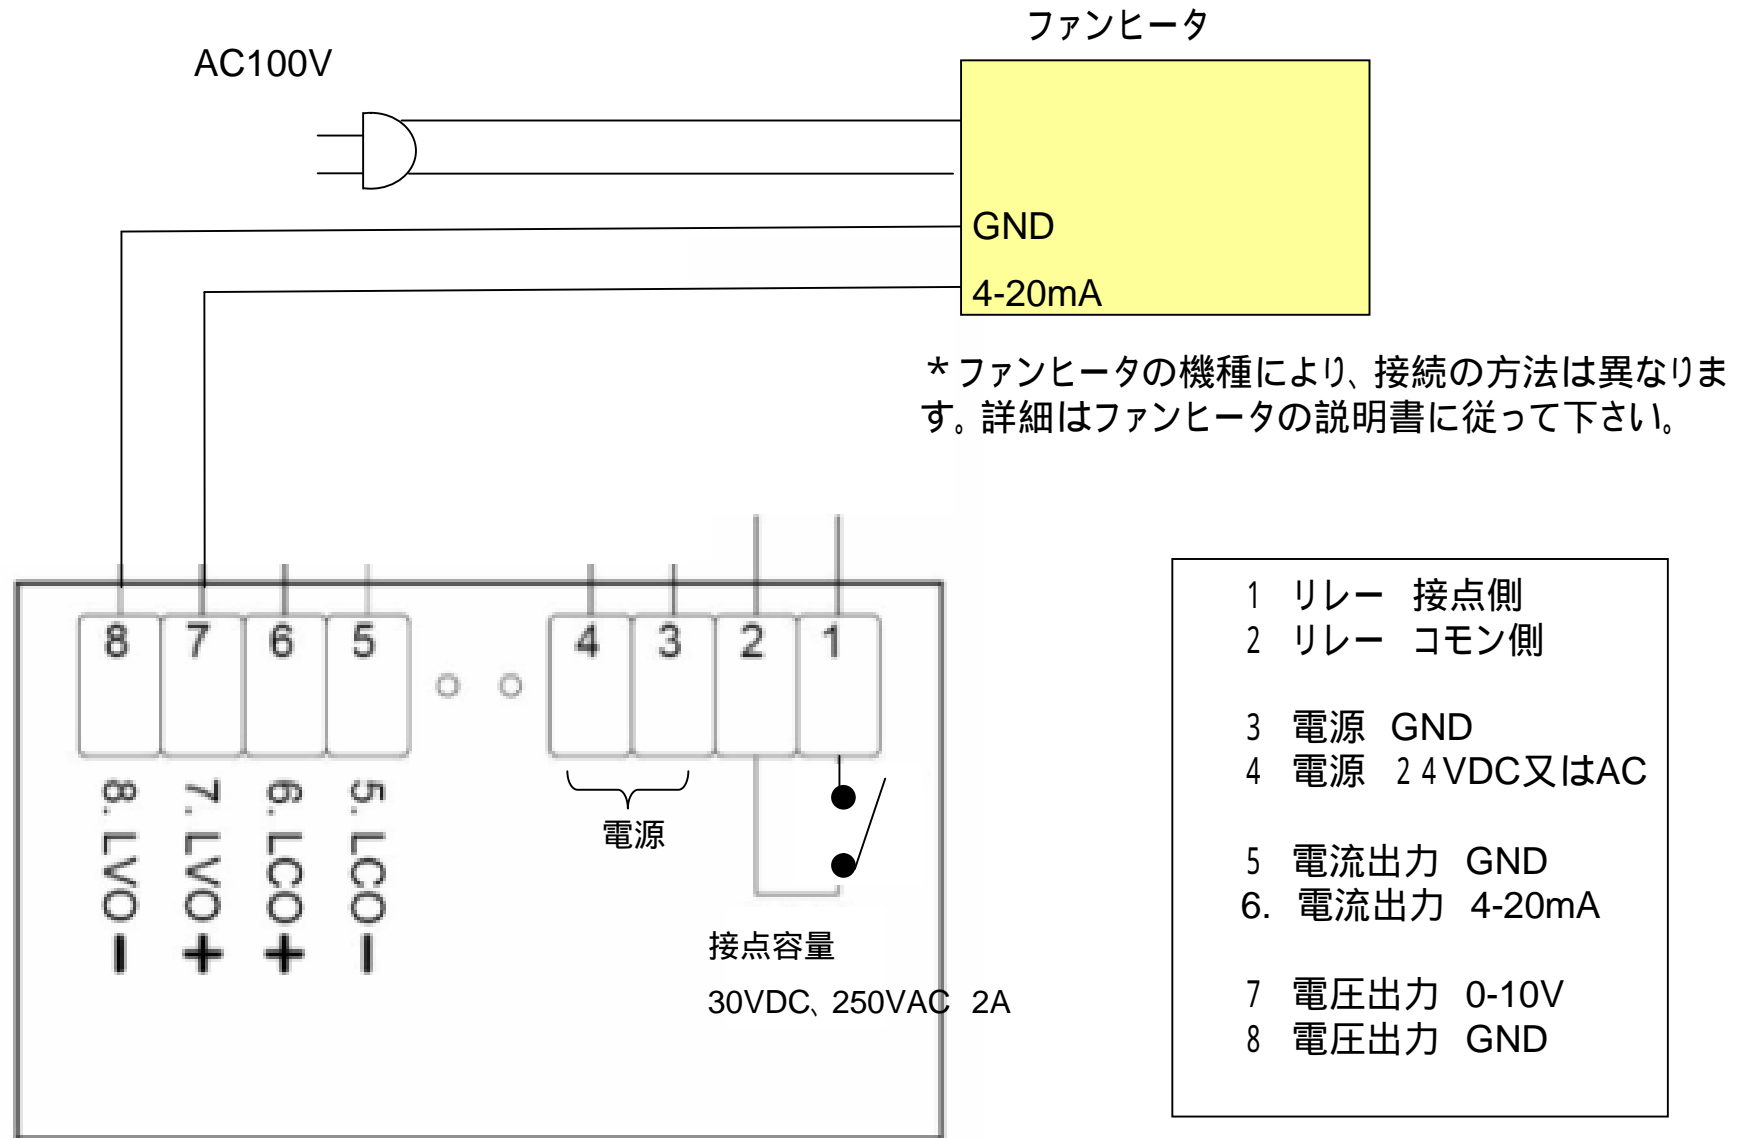 ファンヒータ
AC100V
GND
4-20mA
*ファンヒータの機種により、接続の方法は異なりま
す。詳細はファンヒータの説明書に従って下さい。
8 7 6 5 4 3 2 1
8. LVO－
7. LVO＋
6. LCO＋
5. LCO－
電源
接点容量
30VDC、250VAC 2A
1 リレー 接点側
2 リレー コモン側
3 電源 GND
4 電源 ２４VDC又はAC
5 電流出力 GND
6. 電流出力 4-20mA
7 電圧出力 0-10V
8 電圧出力 GND